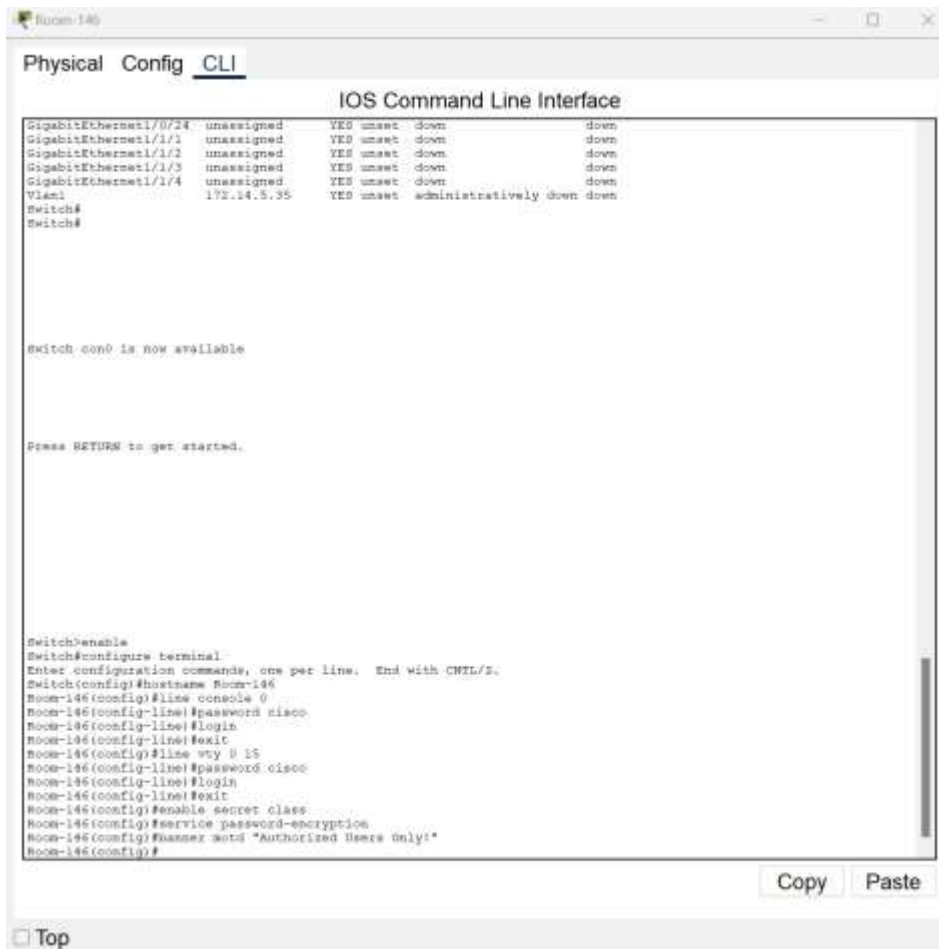 Room-146
Physical Config CLI
IOS Command Line Interface
GigabitEthernet1/0/24 unassigned YES unset down down
GigabitEthernet1/1/1 unassigned YES unset down down
GigabitEthernet1/1/2 unassigned YES unset down down
GigabitEthernet1/1/3 unassigned YES unset down down
GigabitEthernet1/1/4 unassigned YES unset down down
Vlan1 172.14.5.35 YES unset administratively down down
Switch#
Switch#
Switch con0 is now available
Press RETURN to get started.
Switch>enable
Switch#configure terminal
Enter configuration commands, one per line. End with CNTL/Z.
Switch(config)#hostname Room-146
Room-146(config)#line console 0
Room-146(config-line)#password cisco
Room-146(config-line)#login
Room-146(config-line)#exit
Room-146(config)#line vty 0 15
Room-146(config-line)#password cisco
Room-146(config-line)#login
Room-146(config-line)#exit
Room-146(config)#enable secret class
Room-146(config)#service password-encryption
Room-146(config)#banner motd "Authorized Users Only!"
Room-146(config)#
Copy Paste
Top